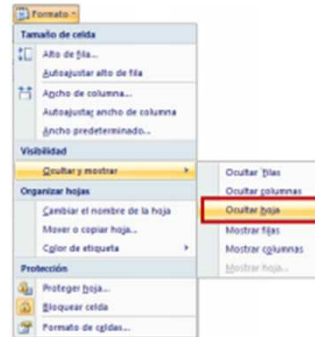 Formato
Tamaño de celda
Alto de fila...
Autoajustar alto de fila
Ancho de columna...
Autoajustar ancho de columna
Ancho predeterminado...
Visibilidad
Ocultar y mostrar
Ocultar filas
Ocultar columnas
Ocultar hoja
Mostrar filas
Mostrar columnas
Mostrar hoja...
Organizar hojas
Cambiar el nombre de la hoja
Mover o copiar hoja...
Color de etiqueta
Protección
Proteger hoja...
Bloquear celda
Formato de celdas...